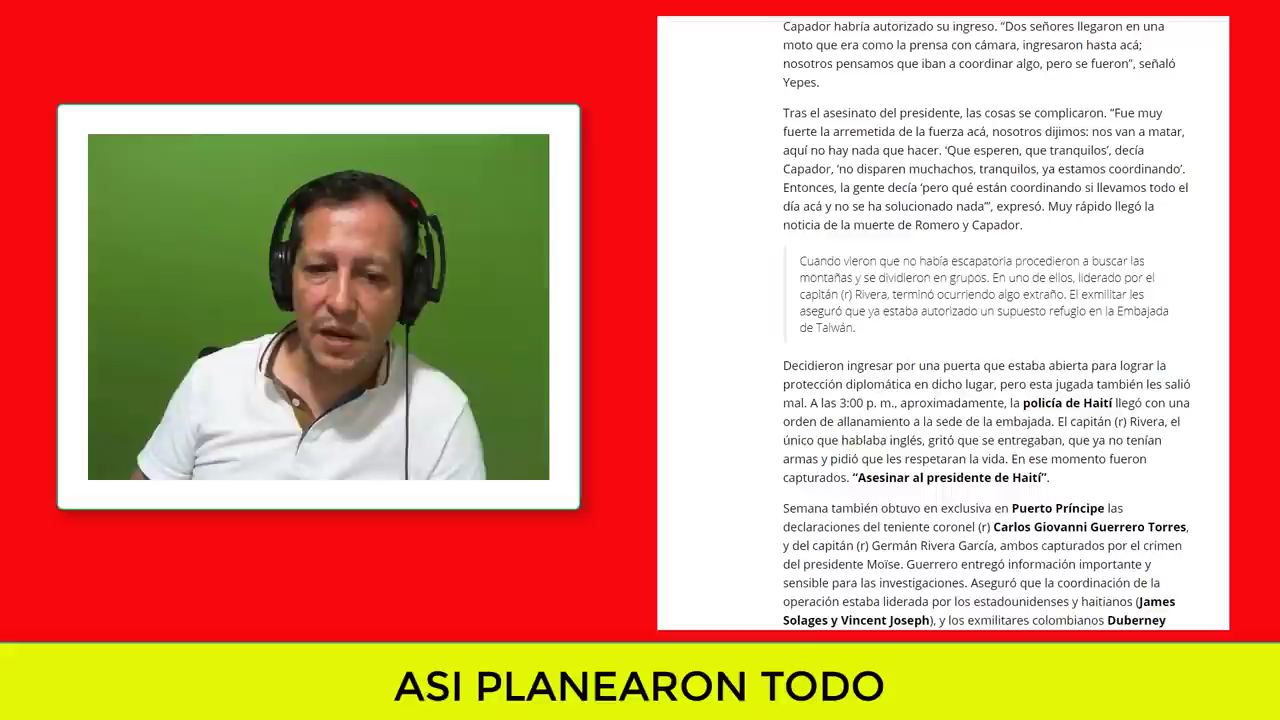 Capador habría autorizado su ingreso. “Dos señores llegaron en una
moto que era como la prensa con cámara, ingresaron hasta acá;
nosotros pensamos que iban a coordinar algo, pero se fueron”, señaló
Yepes.
Tras el asesinato del presidente, las cosas se complicaron. “Fue muy
fuerte la arremetida de la fuerza acá, nosotros dijimos: nos van a matar,
aquí no hay nada que hacer. ‘Que esperen, que tranquilos’, decía
Capador, ‘no disparen muchachos, tranquilos, ya estamos coordinando’.
Entonces, la gente decía ‘pero qué están coordinando si llevamos todo el
día acá y no se ha solucionado nada’”, expresó. Muy rápido llegó la
noticia de la muerte de Romero y Capador.
Cuando vieron que no había escapatoria procedieron a buscar las
montañas y se dividieron en grupos. En uno de ellos, liderado por el
capitán (r) Rivera, terminó ocurriendo algo extraño. El exmilitar les
aseguró que ya estaba autorizado un supuesto refugio en la Embajada
de Taiwán.
Decidieron ingresar por una puerta que estaba abierta para lograr la
protección diplomática en dicho lugar, pero esta jugada también les salió
mal. A las 3:00 p. m., aproximadamente, la policía de Haití llegó con una
orden de allanamiento a la sede de la embajada. El capitán (r) Rivera, el
único que hablaba inglés, gritó que se entregaban, que ya no tenían
armas y pidió que les respetaran la vida. En ese momento fueron
capturados. “Asesinar al presidente de Haití”.
Semana también obtuvo en exclusiva en Puerto Príncipe las
declaraciones del teniente coronel (r) Carlos Giovanni Guerrero Torres,
y del capitán (r) Germán Rivera García, ambos capturados por el crimen
del presidente Moïse. Guerrero entregó información importante y
sensible para las investigaciones. Aseguró que la coordinación de la
operación estaba liderada por los estadounidenses y haitianos (James
Solages y Vincent Joseph), y los exmilitares colombianos Duberney
ASI PLANEARON TODO